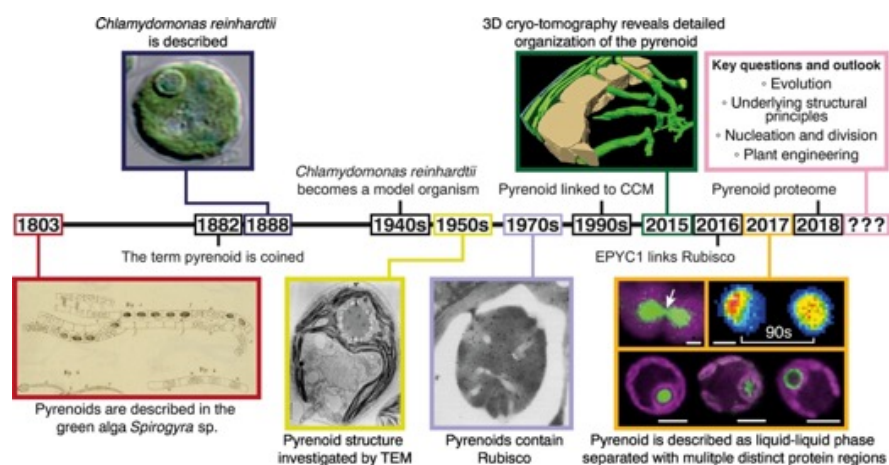 Chlamydomonas reinhardtii
is described
3D cryo-tomography reveals detailed
organization of the pyrenoid
Key questions and outlook
◦ Evolution
◦ Underlying structural
principles
◦ Nucleation and division
◦ Plant engineering
Chlamydomonas reinhardtii
becomes a model organism
Pyrenoid linked to CCM
Pyrenoid proteome
1803
1882
1888
1940s
1950s
1970s
1990s
2015
2016
2017
2018
???
The term pyrenoid is coined
EPYC1 links Rubisco
90s
Pyrenoids are described in the
green alga Spirogyra sp.
Pyrenoid structure
investigated by TEM
Pyrenoids contain
Rubisco
Pyrenoid is described as liquid-liquid phase
separated with mulitple distinct protein regions